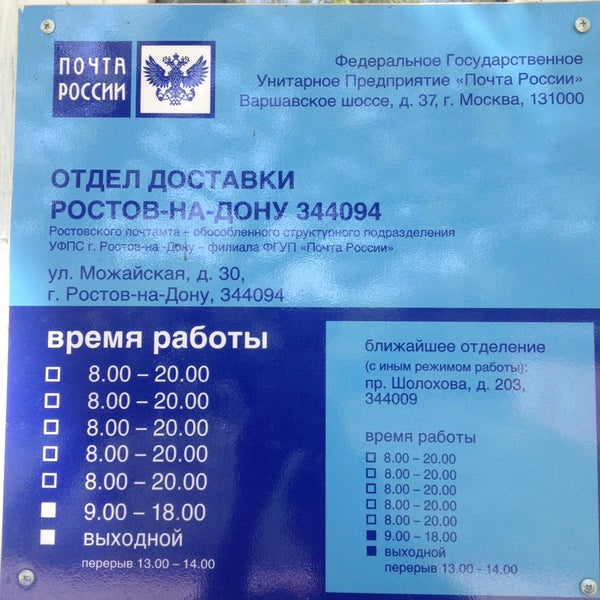 ПОЧТА
РОССИИ
Федеральное Государственное
Унитарное Предприятие «Почта России»
Варшавское шоссе, д. 37, г. Москва, 131000
ОТДЕЛ ДОСТАВКИ
РОСТОВ-НА-ДОНУ 344094
Ростовского почтамта – обособленного структурного подразделения
УФПС г. Ростов-на -Дону – филиала ФГУП «Почта России»
ул. Можайская, д. 30,
г. Ростов-на-Дону, 344094
время работы
8.00 – 20.00
8.00 – 20.00
8.00 – 20.00
8.00 – 20.00
8.00 – 20.00
9.00 – 18.00
выходной
перерыв 13.00 - 14.00
ближайшее отделение
(с иным режимом работы):
пр. Шолохова, д. 203,
344009
время работы
8.00 – 20.00
8.00 – 20.00
8.00 – 20.00
8.00 – 20.00
8.00 – 20.00
9.00 – 18.00
выходной
перерыв 13.00 - 14.00